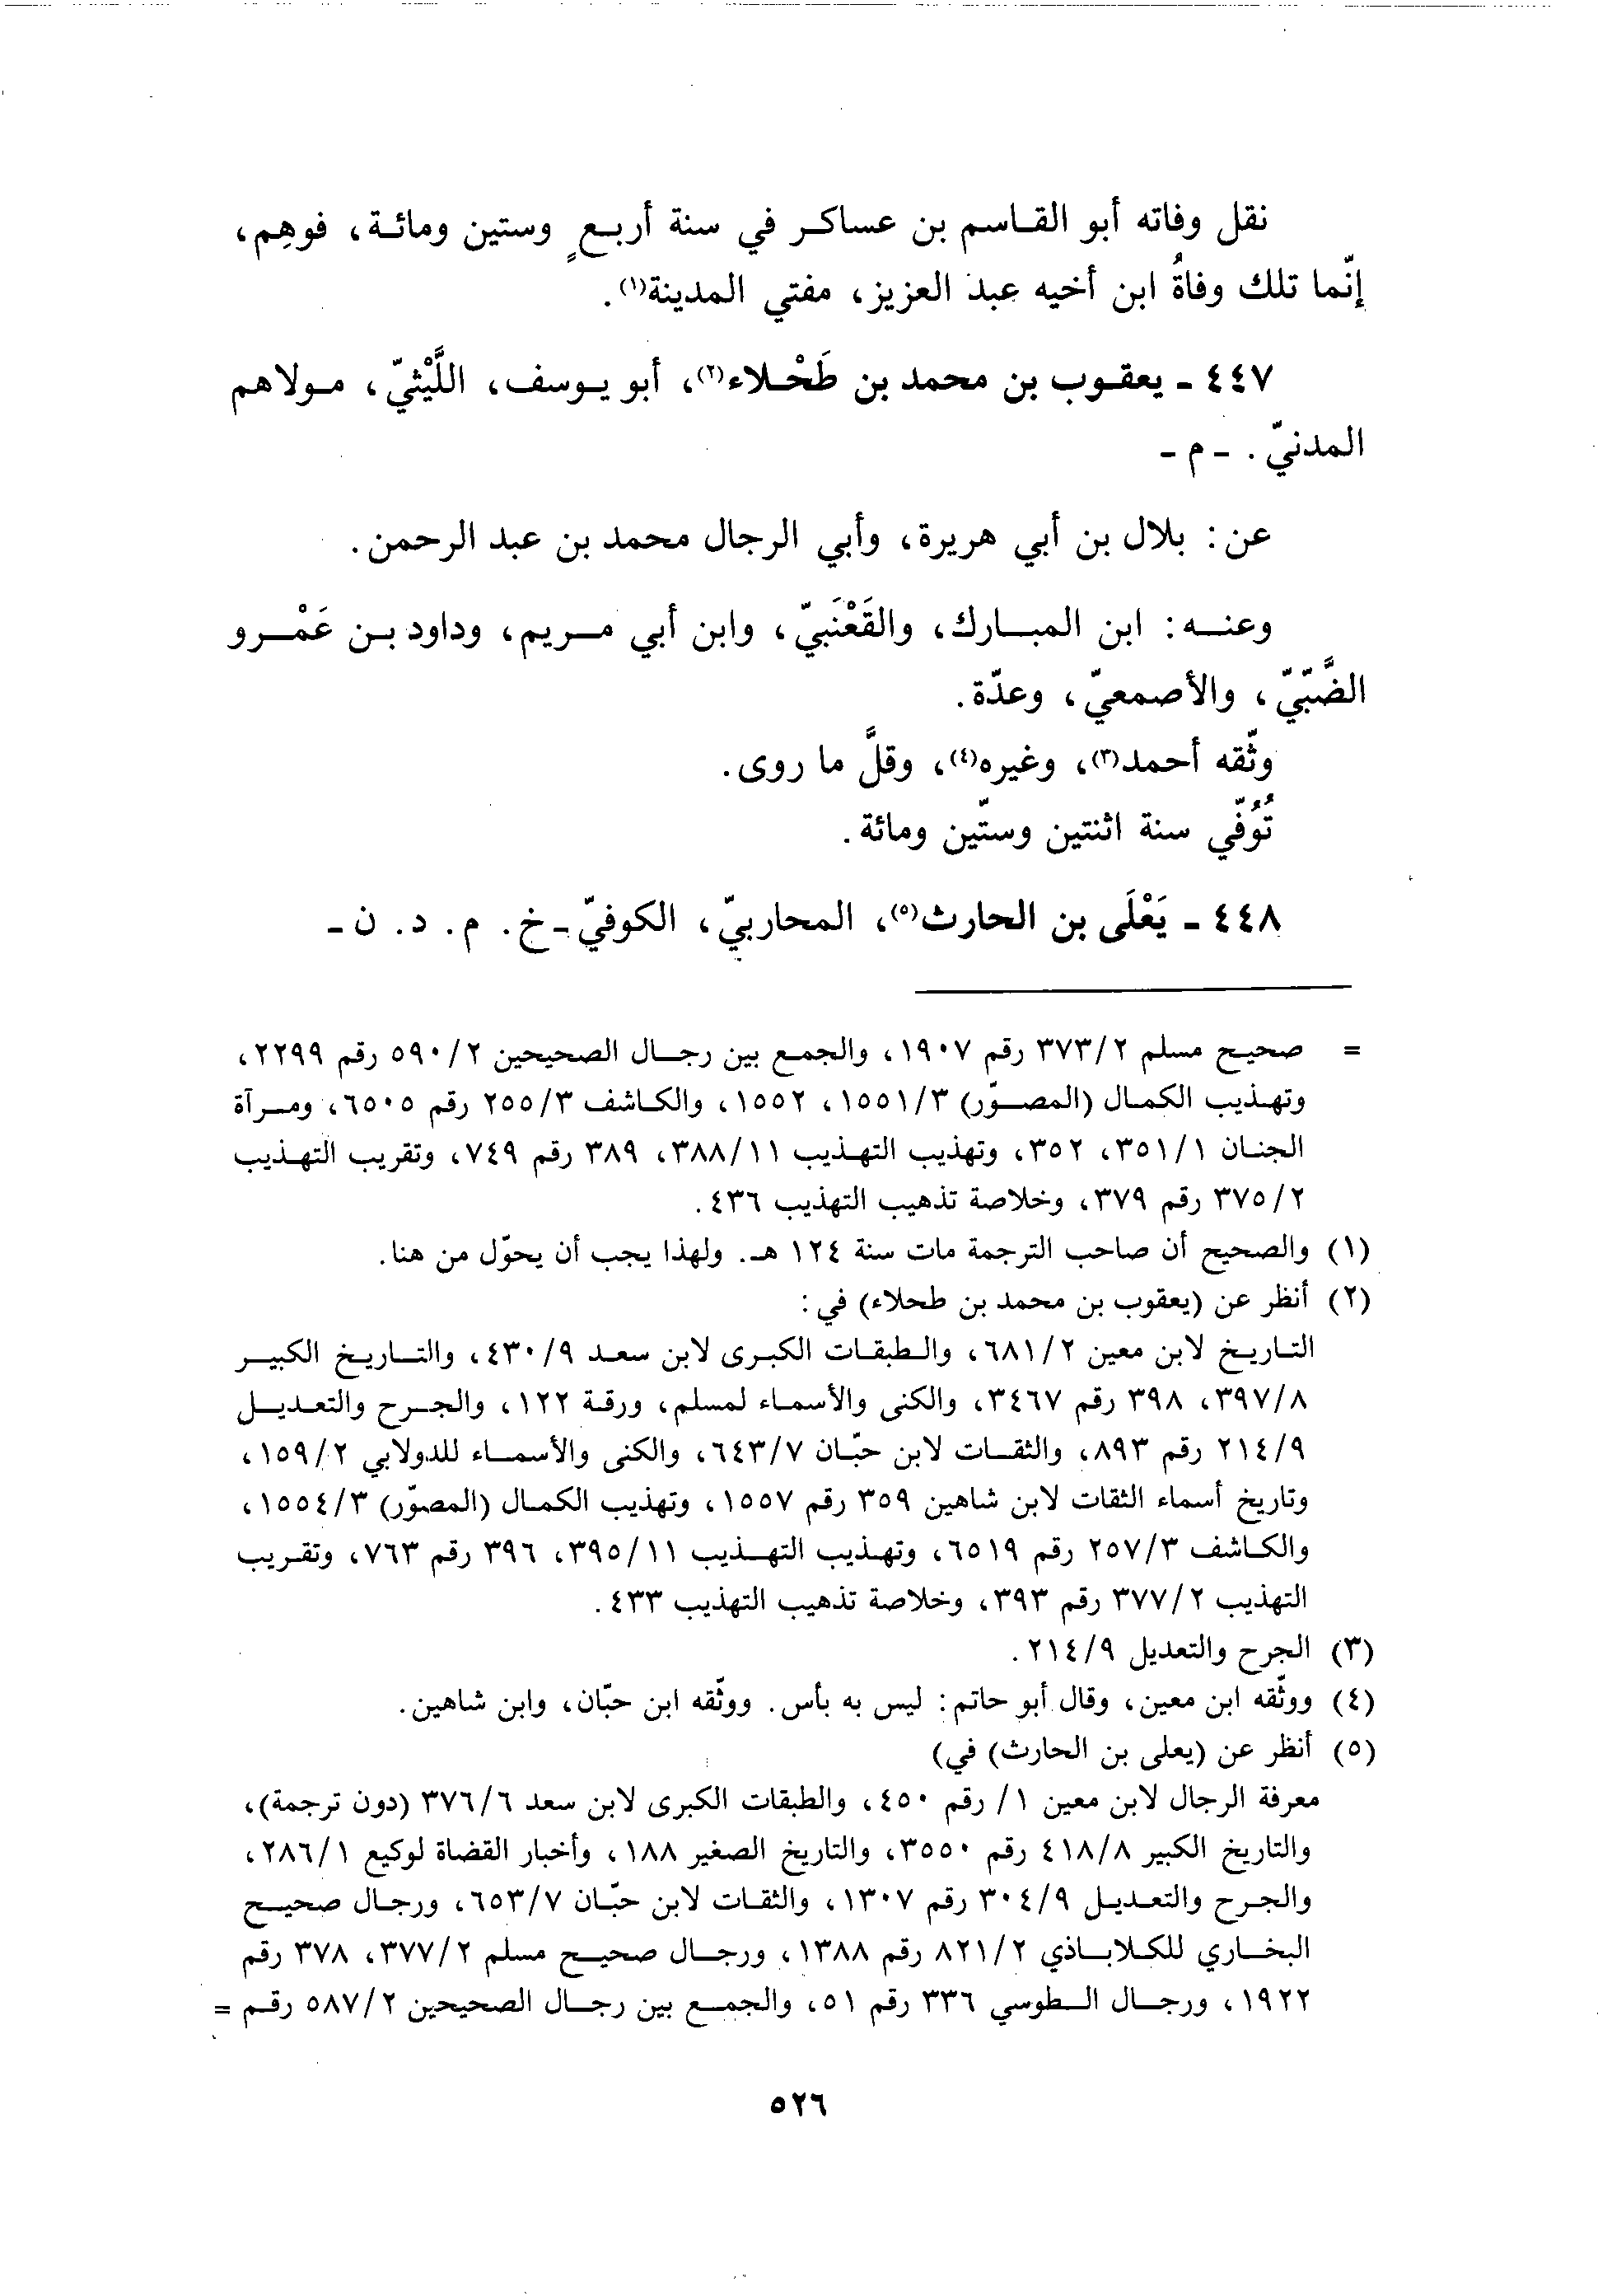 نقل وفاته أبو القاسم بن عساكر في سنة أربعٍ وستين ومائة، فوهِم،
إنّما تلك وفاةُ ابن أخيه عبد العزيز، مفتي المدينة(١).
٤٤٧ - يعقوب بن محمد بن طَحْلاء(٢)، أبو يوسف، اللَّيْثيّ، مولاهم
المدنيّ. - م -
عن: بلال بن أبي هريرة، وأبي الرجال محمد بن عبد الرحمن.
وعنه: ابن المبارك، والقَعْنَبيّ، وابن أبي مريم، وداود بن عَمْرو
الضَّبّيّ، والأصمعيّ، وعدّة.
وثّقه أحمد(٣)، وغيره(٤)، وقلَّ ما روى.
تُوُفّي سنة اثنتين وستّين ومائة.
٤٤٨ - يَعْلَى بن الحارث(٥)، المحاربيّ، الكوفيّ - خ. م. د. ن -
= صحيح مسلم ٢/٣٧٣ رقم ١٩٠٧، والجمع بين رجال الصحيحين ٢/٥٩٠ رقم ٢٢٩٩،
وتهذيب الكمال (المصوّر) ٣/١٥٥١، ١٥٥٢، والكاشف ٣/٢٥٥ رقم ٦٥٠٥، ومرآة
الجنان ١/٣٥١، ٣٥٢، وتهذيب التهذيب ١١/٣٨٨، ٣٨٩ رقم ٧٤٩، وتقريب التهذيب
٢/٣٧٥ رقم ٣٧٩، وخلاصة تذهيب التهذيب ٤٣٦.
(١) والصحيح أن صاحب الترجمة مات سنة ١٢٤ هـ. ولهذا يجب أن يحوّل من هنا.
(٢) أنظر عن (يعقوب بن محمد بن طحلاء) في:
التاريخ لابن معين ٢/٦٨١، والطبقات الكبرى لابن سعد ٩/٤٣٠، والتاريخ الكبير
٨/٣٩٧، ٣٩٨ رقم ٣٤٦٧، والكنى والأسماء لمسلم، ورقة ١٢٢، والجرح والتعديل
٩/٢١٤ رقم ٨٩٣، والثقات لابن حبّان ٧/٦٤٣، والكنى والأسماء للدولابي ٢/١٥٩،
وتاريخ أسماء الثقات لابن شاهين ٣٥٩ رقم ١٥٥٧، وتهذيب الكمال (المصوّر) ٣/١٥٥٤،
والكاشف ٣/٢٥٧ رقم ٦٥١٩، وتهذيب التهذيب ١١/٣٩٥، ٣٩٦ رقم ٧٦٣، وتقريب
التهذيب ٢/٣٧٧ رقم ٣٩٣، وخلاصة تذهيب التهذيب ٤٣٣.
(٣) الجرح والتعديل ٩/٢١٤.
(٤) ووثّقه ابن معين، وقال أبو حاتم: ليس به بأس. ووثّقه ابن حبّان، وابن شاهين.
(٥) أنظر عن (يعلى بن الحارث) في)
معرفة الرجال لابن معين ١/ رقم ٤٥٠، والطبقات الكبرى لابن سعد ٦/٣٧٦ (دون ترجمة)،
والتاريخ الكبير ٨/٤١٨ رقم ٣٥٥٠، والتاريخ الصغير ١٨٨، وأخبار القضاة لوكيع ١/٢٨٦،
والجرح والتعديل ٩/٣٠٤ رقم ١٣٠٧، والثقات لابن حبّان ٧/٦٥٣، ورجال صحيح
البخاري للكلاباذي ٢/٨٢١ رقم ١٣٨٨، ورجال صحيح مسلم ٢/٣٧٧، ٣٧٨ رقم
١٩٢٢، ورجال الطوسي ٣٣٦ رقم ٥١، والجمع بين رجال الصحيحين ٢/٥٨٧ رقم =
٥٢٦